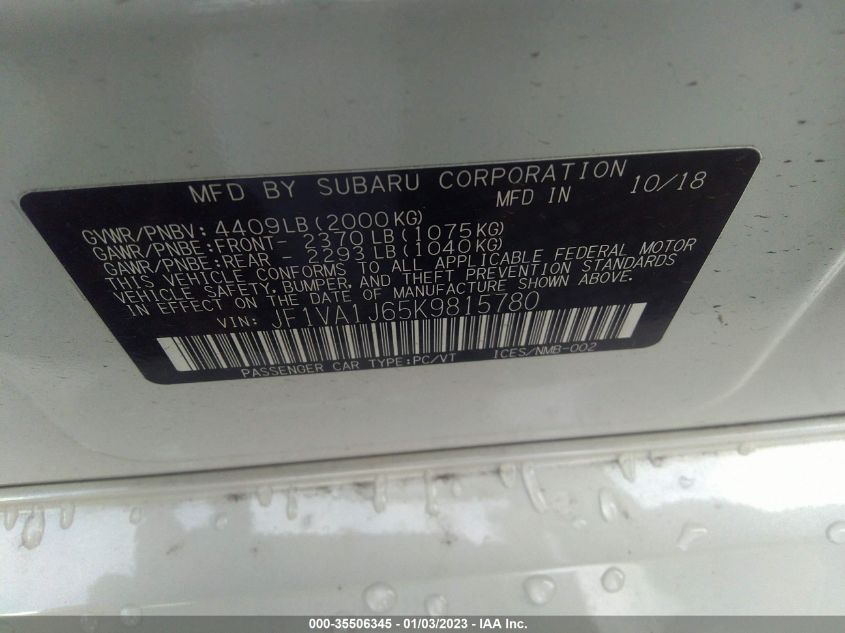 MFD BY SUBARU CORPORATION
MFD IN 10/18
GVWR/PNBV: 4409LB(2000KG)
GAWR/PNBE:FRONT- 2370LB(1075KG)
GAWR/PNBE:REAR - 2293LB(1040KG)
THIS VEHICLE CONFORMS TO ALL APPLICABLE FEDERAL MOTOR
VEHICLE SAFETY, BUMPER, AND THEFT PREVENTION STANDARDS
IN EFFECT ON THE DATE OF MANUFACTURE SHOWN ABOVE.
VIN: JF1VA1J65K9815780
PASSENGER CAR TYPE:PC/VT ICES/NMB-002
000-35506345 - 01/03/2023 - IAA Inc.